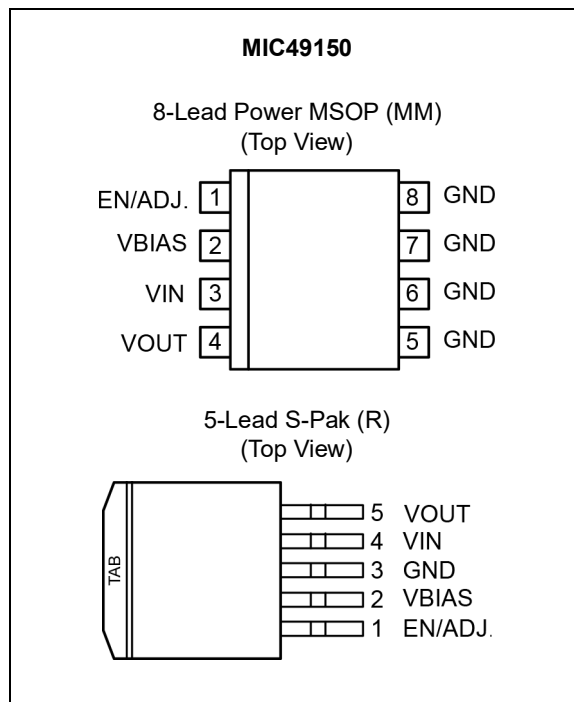 MIC49150
8-Lead Power MSOP (MM)
(Top View)
EN/ADJ. 1 8 GND
VBIAS 2 7 GND
VIN 3 6 GND
VOUT 4 5 GND
5-Lead S-Pak (R)
(Top View)
TAB
5 VOUT
4 VIN
3 GND
2 VBIAS
1 EN/ADJ.